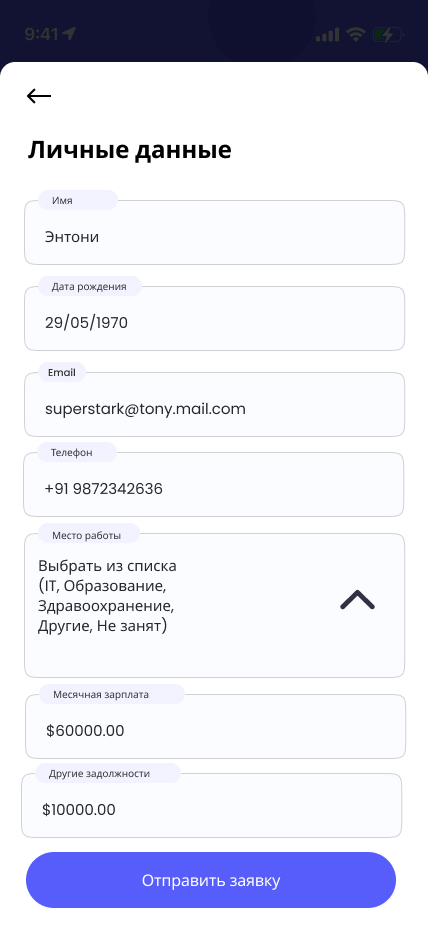 9:41
Личные данные
Имя
Энтони
Дата рождения
29/05/1970
Email
superstark@tony.mail.com
Телефон
+91 9872342636
Место работы
Выбрать из списка
(IT, Образование,
Здравоохранение,
Другие, Не занят)
Месячная зарплата
$60000.00
Другие задолжности
$10000.00
Отправить заявку